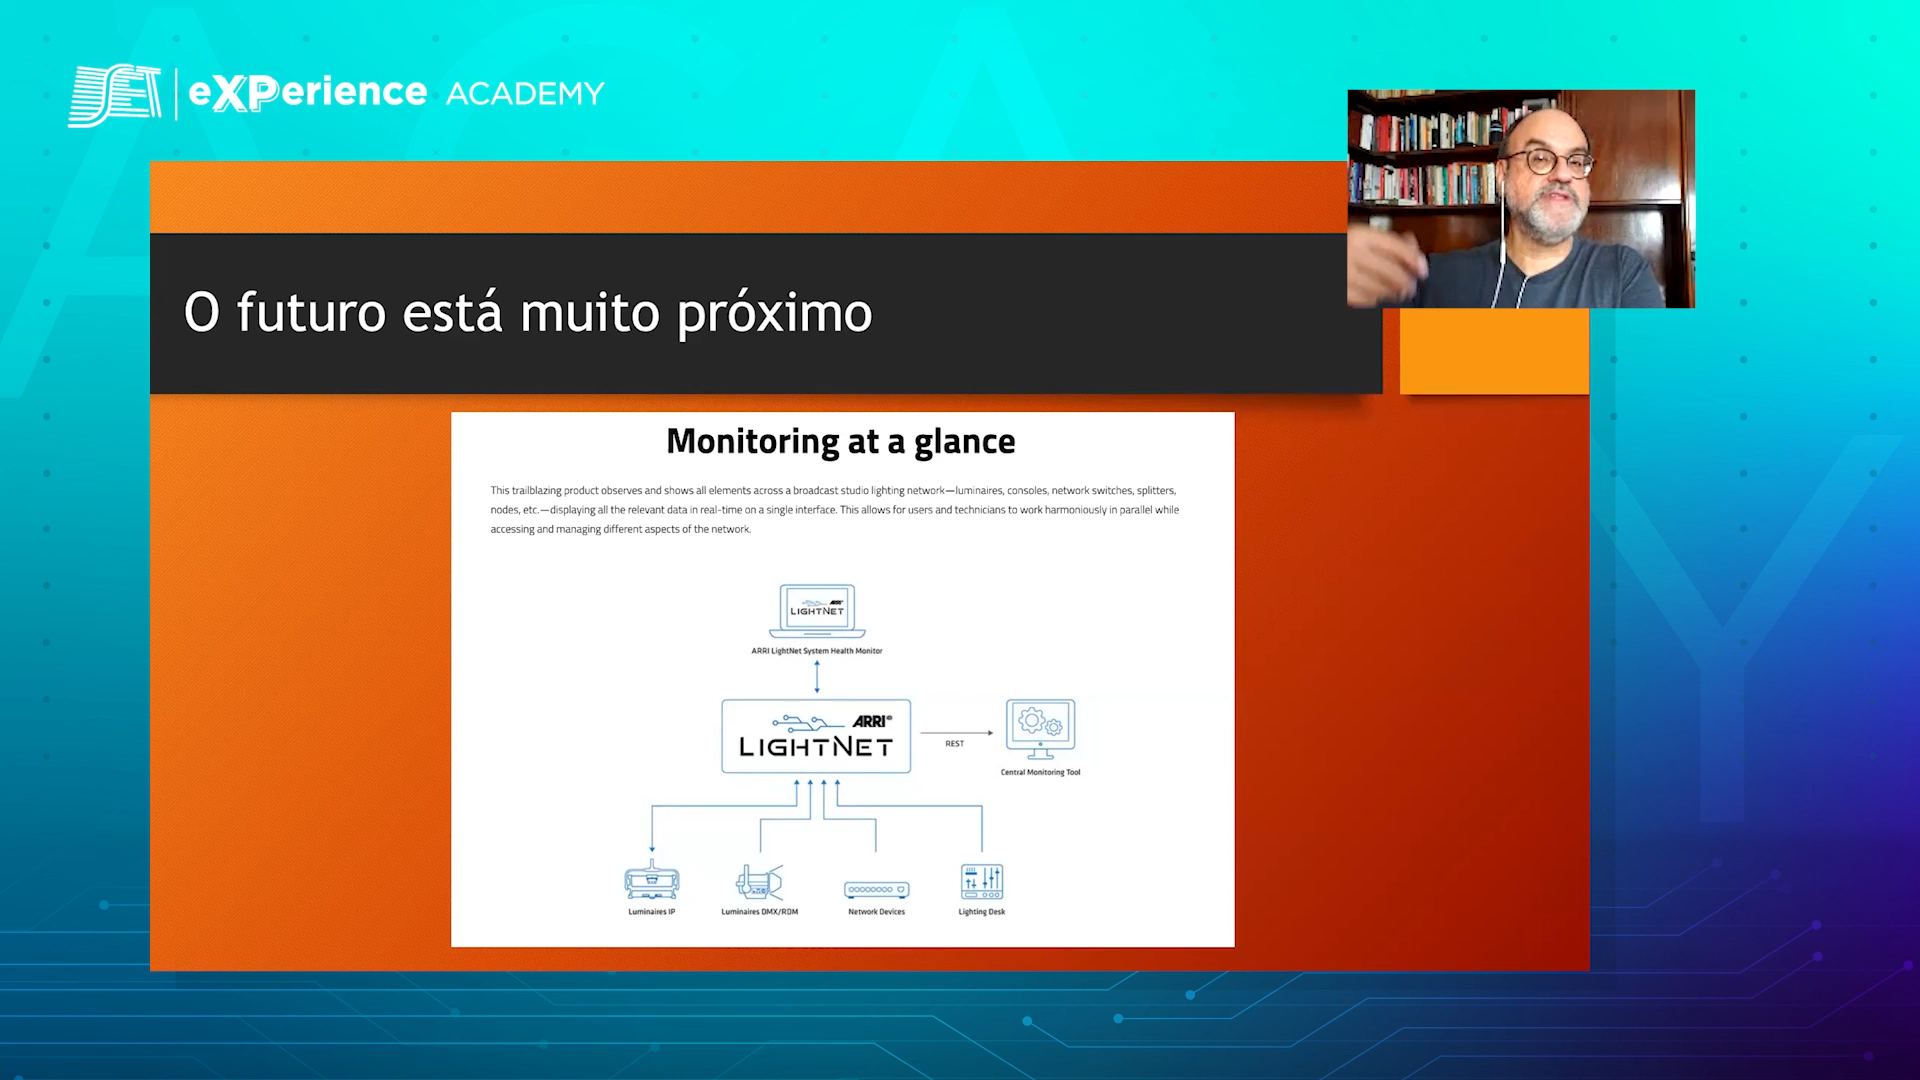 SET eXPerience ACADEMY
O futuro está muito próximo
Monitoring at a glance
This trailblazing product observes and shows all elements across a broadcast studio lighting network—luminaires, consoles, network switches, splitters,
nodes, etc.—displaying all the relevant data in real-time on a single interface. This allows for users and technicians to work harmoniously in parallel while
accessing and managing different aspects of the network.
ARRI
LIGHTNET
ARRI LightNet System Health Monitor
ARRI®
LIGHTNET
REST
Central Monitoring Tool
Luminaires IP
Luminaires DMX/RDM
Network Devices
Lighting Desk